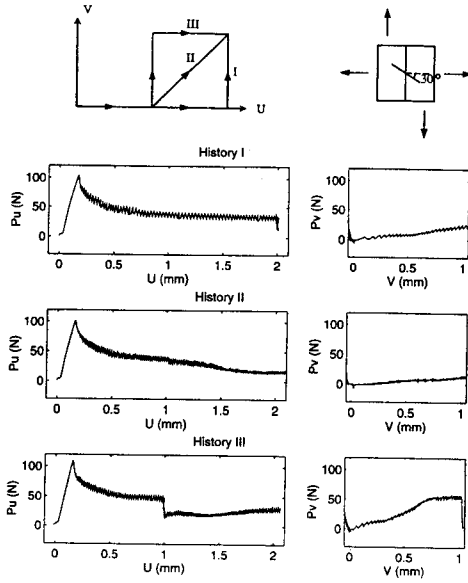 V
III
II
I
U
30°
History I
100
50
0
Pu (N)
0 0.5 1 1.5 2
U (mm)
100
50
0
Pv (N)
0 0.5 1
V (mm)
History II
100
50
0
Pu (N)
0 0.5 1 1.5 2
U (mm)
100
50
0
Pv (N)
0 0.5 1
V (mm)
History III
100
50
0
Pu (N)
0 0.5 1 1.5 2
U (mm)
100
50
0
Pv (N)
0 0.5 1
V (mm)